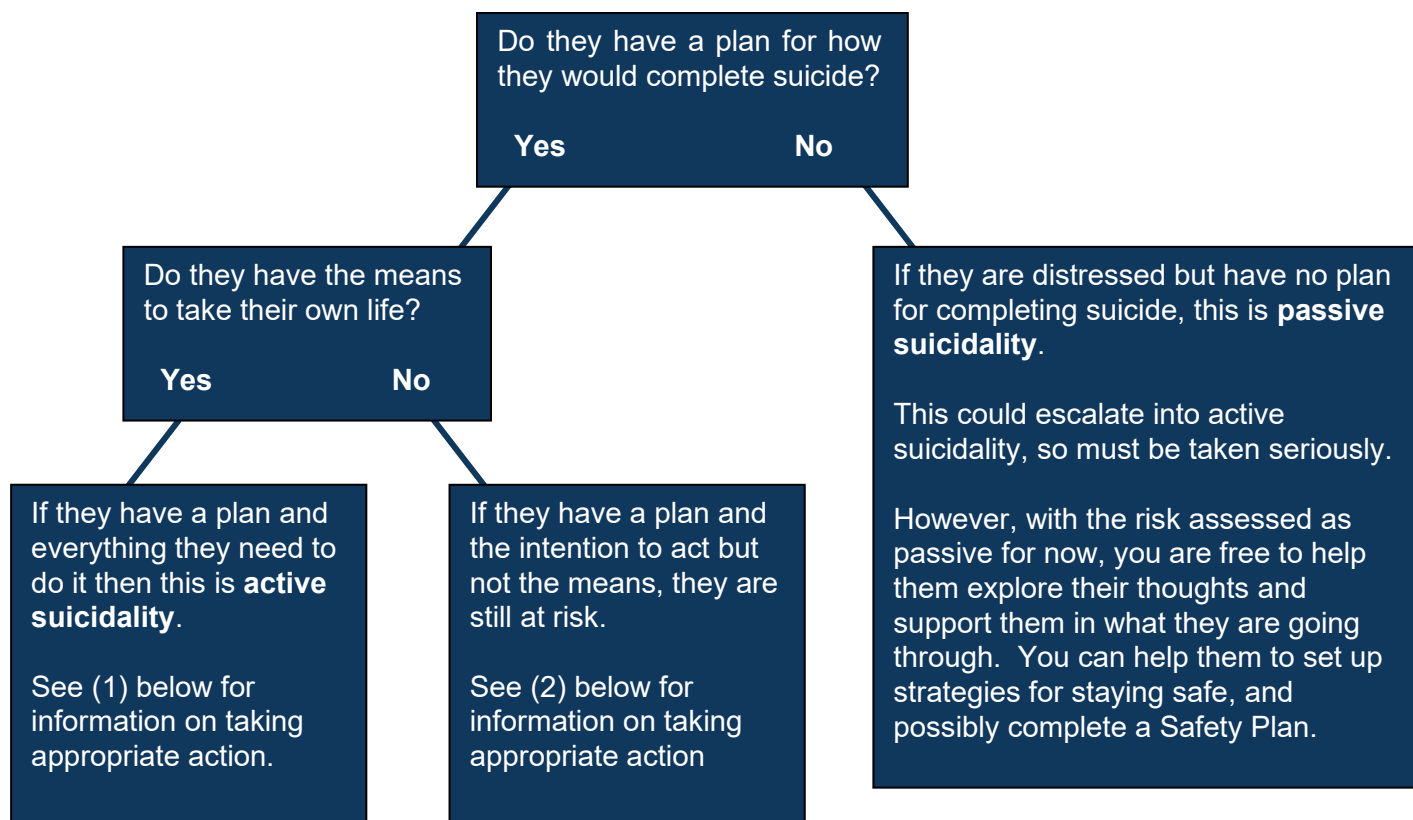 Do they have a plan for how
they would complete suicide?
Yes No
Do they have the means
to take their own life?
Yes No
If they are distressed but have no plan
for completing suicide, this is passive
suicidality.
This could escalate into active
suicidality, so must be taken seriously.
However, with the risk assessed as
passive for now, you are free to help
them explore their thoughts and
support them in what they are going
through. You can help them to set up
strategies for staying safe, and
possibly complete a Safety Plan.
If they have a plan and
everything they need to
do it then this is active
suicidality.
See (1) below for
information on taking
appropriate action.
If they have a plan and
the intention to act but
not the means, they are
still at risk.
See (2) below for
information on taking
appropriate action